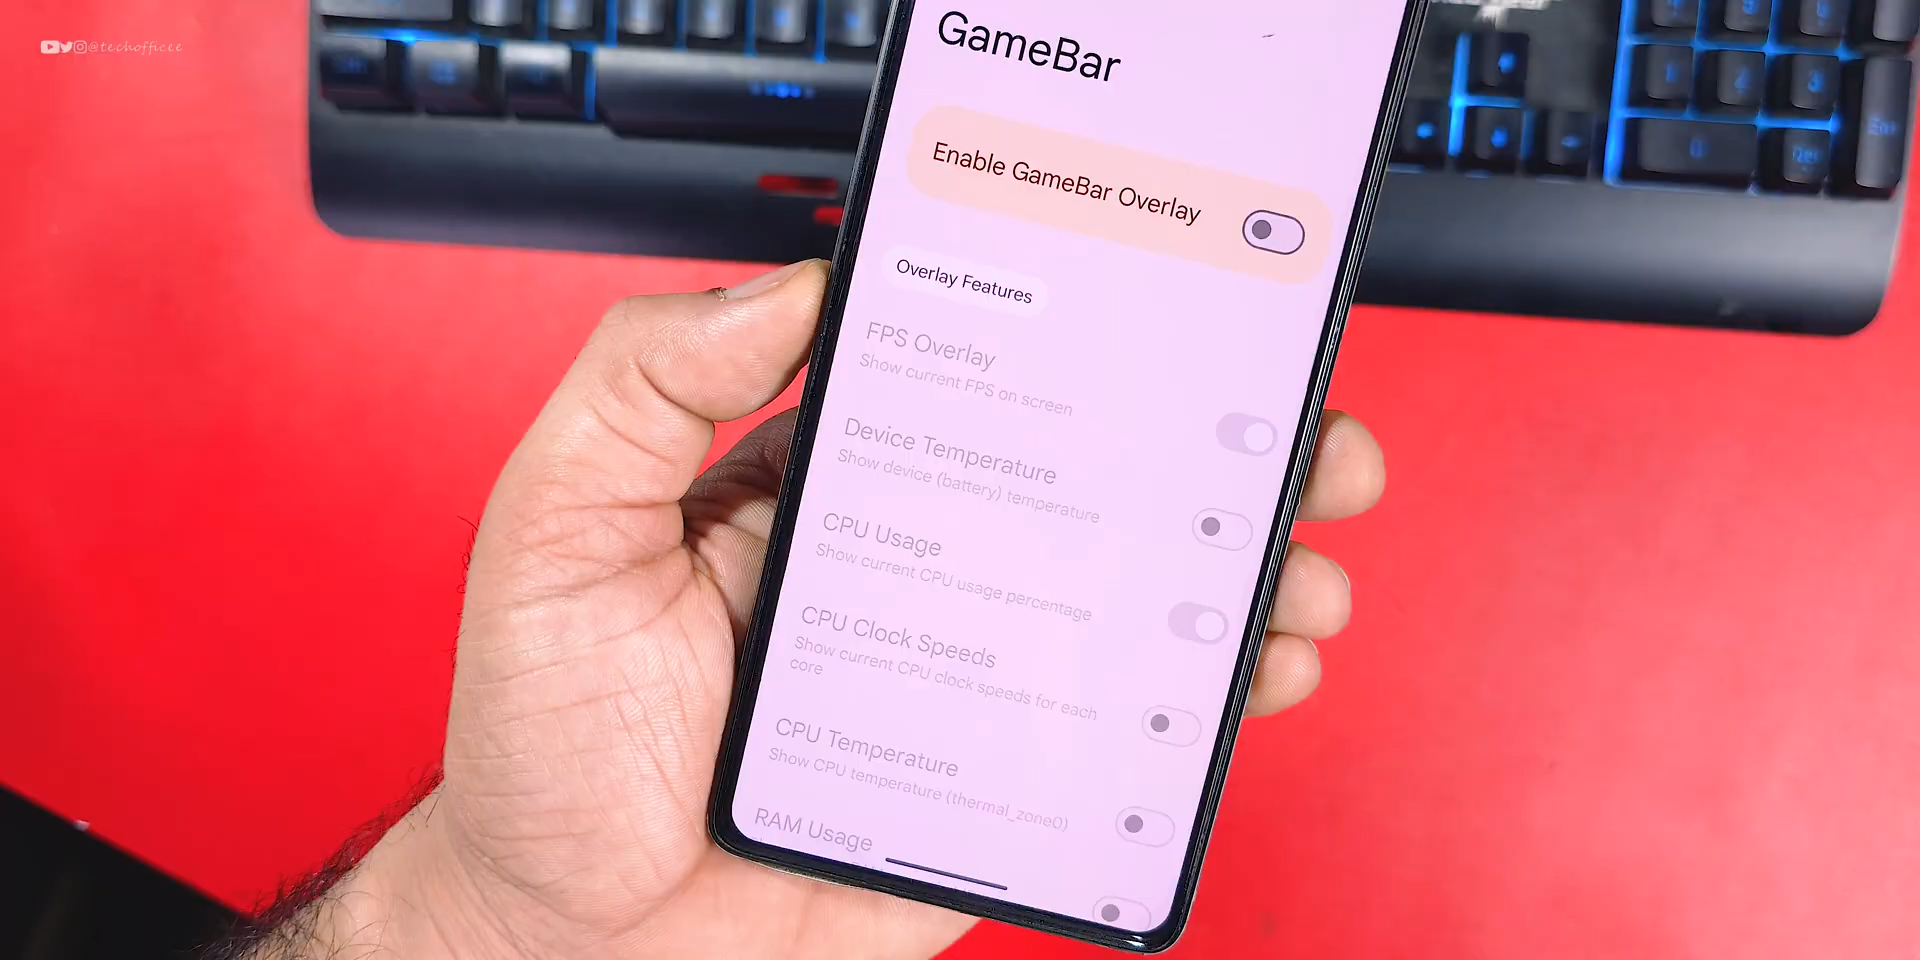 @techofficce
GameBar
Enable GameBar Overlay
Overlay Features
FPS Overlay
Show current FPS on screen
Device Temperature
Show device (battery) temperature
CPU Usage
Show current CPU usage percentage
CPU Clock Speeds
Show current CPU clock speeds for each
core
CPU Temperature
Show CPU temperature (thermal_zone0)
RAM Usage